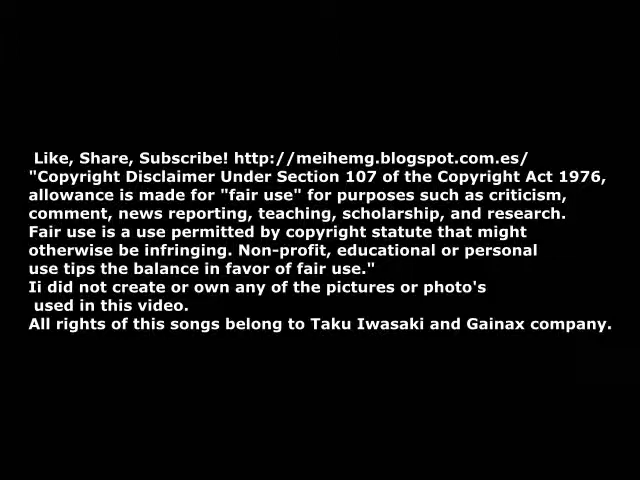 Like, Share, Subscribe! http://meihemg.blogspot.com.es/
"Copyright Disclaimer Under Section 107 of the Copyright Act 1976,
allowance is made for "fair use" for purposes such as criticism,
comment, news reporting, teaching, scholarship, and research.
Fair use is a use permitted by copyright statute that might
otherwise be infringing. Non-profit, educational or personal
use tips the balance in favor of fair use."
Ii did not create or own any of the pictures or photo's
used in this video.
All rights of this songs belong to Taku Iwasaki and Gainax company.